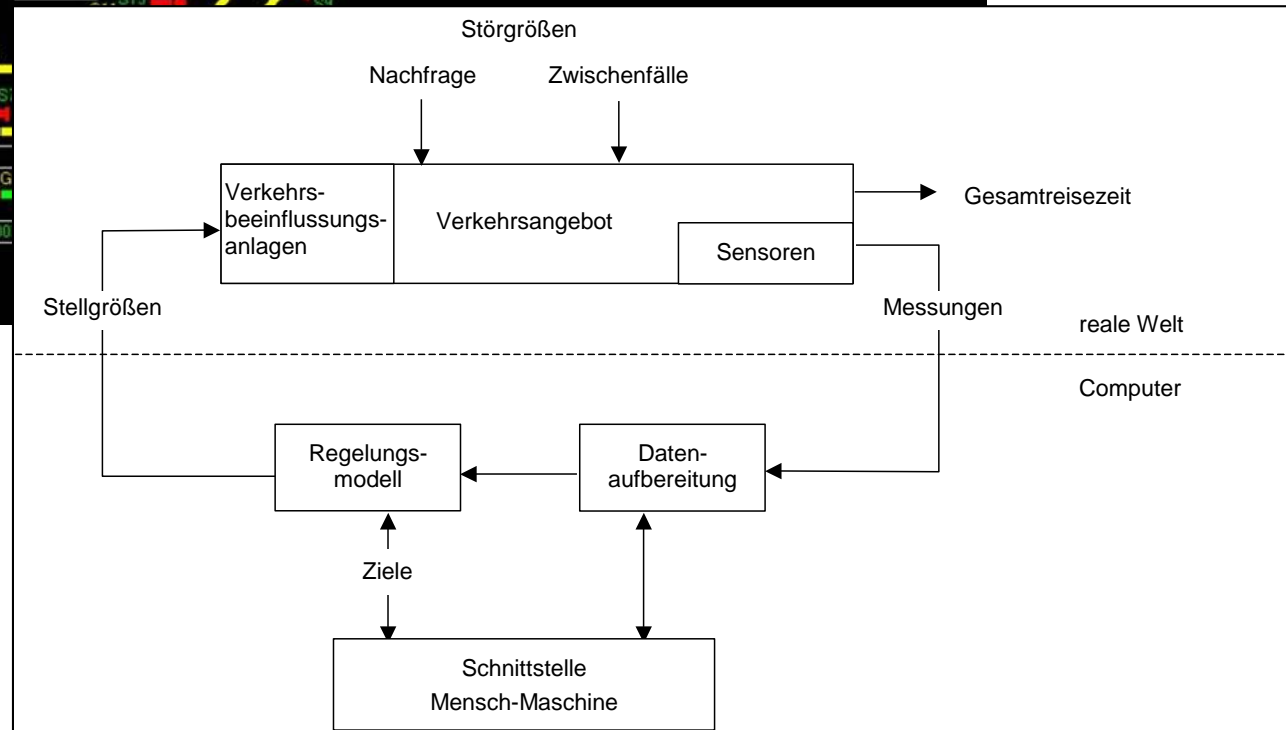 Störgrößen
Nachfrage
Zwischenfälle
Verkehrs-
beeinflussungs-
anlagen
Verkehrsangebot
Sensoren
Gesamtreisezeit
Stellgrößen
Messungen
reale Welt
Computer
Regelungs-
modell
Daten-
aufbereitung
Ziele
Schnittstelle
Mensch-Maschine